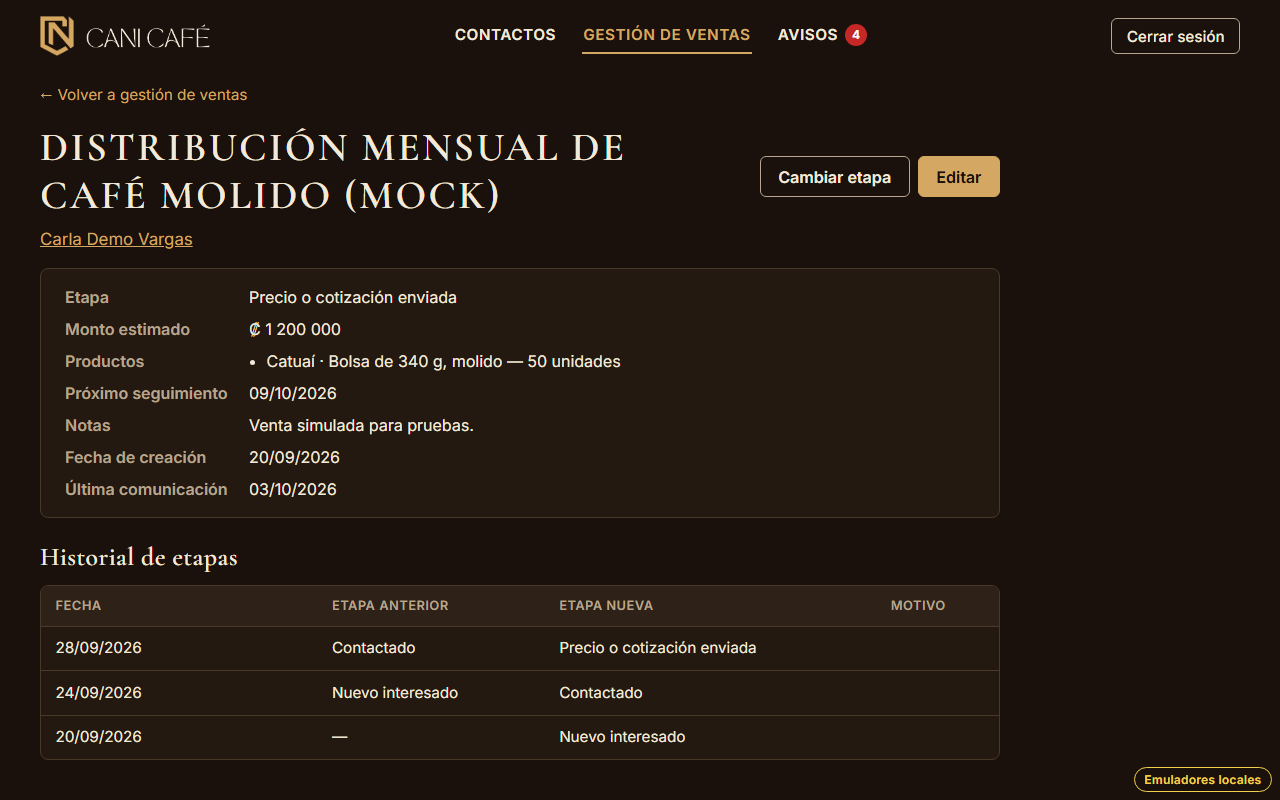 CANI CAFÉ
CONTACTOS
GESTIÓN DE VENTAS
AVISOS 4
Cerrar sesión
← Volver a gestión de ventas
DISTRIBUCIÓN MENSUAL DE
CAFÉ MOLIDO (MOCK)
Cambiar etapa
Editar
Carla Demo Vargas
Etapa Precio o cotización enviada
Monto estimado ₡ 1 200 000
Productos • Catuaí · Bolsa de 340 g, molido — 50 unidades
Próximo seguimiento 09/10/2026
Notas Venta simulada para pruebas.
Fecha de creación 20/09/2026
Última comunicación 03/10/2026
Historial de etapas
FECHA ETAPA ANTERIOR ETAPA NUEVA MOTIVO
28/09/2026 Contactado Precio o cotización enviada
24/09/2026 Nuevo interesado Contactado
20/09/2026 — Nuevo interesado
Emuladores locales